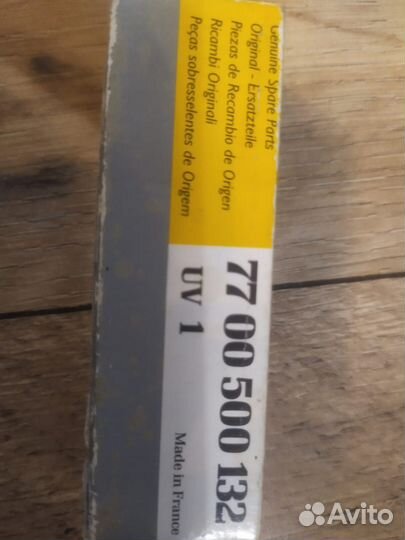 Genuine Spare Parts
Original - Ersatzteile
Piezas de Recambio de Origen
Ricambi Originali
Peças sobresselentes de Origem
77 00 500 132
UV 1
Made in France
Avito